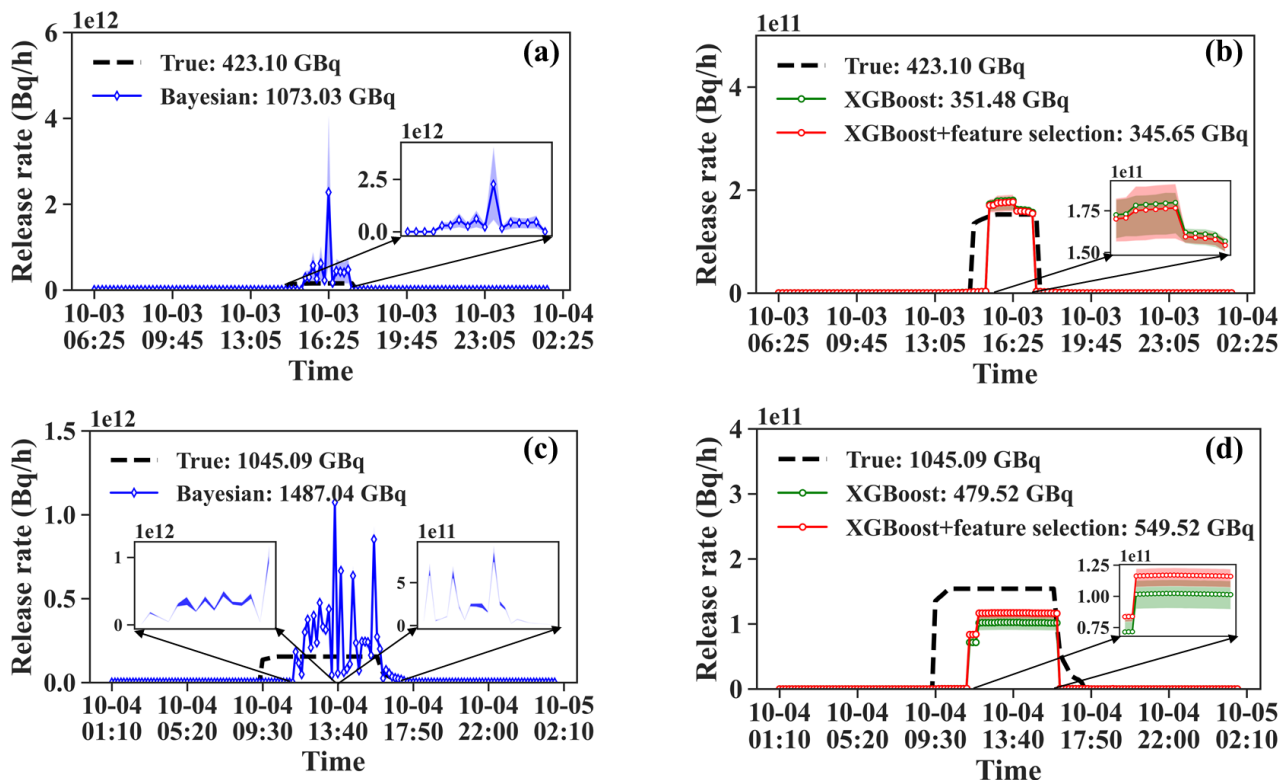 1e12
(a)
True: 423.10 GBq
Bayesian: 1073.03 GBq
Release rate (Bq/h)
6
4
2
0
1e12
2.5
0.0
10-03 10-03 10-03 10-03 10-03 10-03 10-04
06:25 09:45 13:05 16:25 19:45 23:05 02:25
Time
1e11
(b)
True: 423.10 GBq
XGBoost: 351.48 GBq
XGBoost+feature selection: 345.65 GBq
Release rate (Bq/h)
4
2
0
1e11
1.75
1.50
10-03 10-03 10-03 10-03 10-03 10-03 10-04
06:25 09:45 13:05 16:25 19:45 23:05 02:25
Time
1e12
(c)
True: 1045.09 GBq
Bayesian: 1487.04 GBq
Release rate (Bq/h)
1.5
1.0
0.5
0.0
1e12
1
0
1e11
5
0
10-04 10-04 10-04 10-04 10-04 10-04 10-05
01:10 05:20 09:30 13:40 17:50 22:00 02:10
Time
1e11
(d)
True: 1045.09 GBq
XGBoost: 479.52 GBq
XGBoost+feature selection: 549.52 GBq
Release rate (Bq/h)
4
3
2
1
0
1e11
1.25
1.00
0.75
10-04 10-04 10-04 10-04 10-04 10-04 10-05
01:10 05:20 09:30 13:40 17:50 22:00 02:10
Time